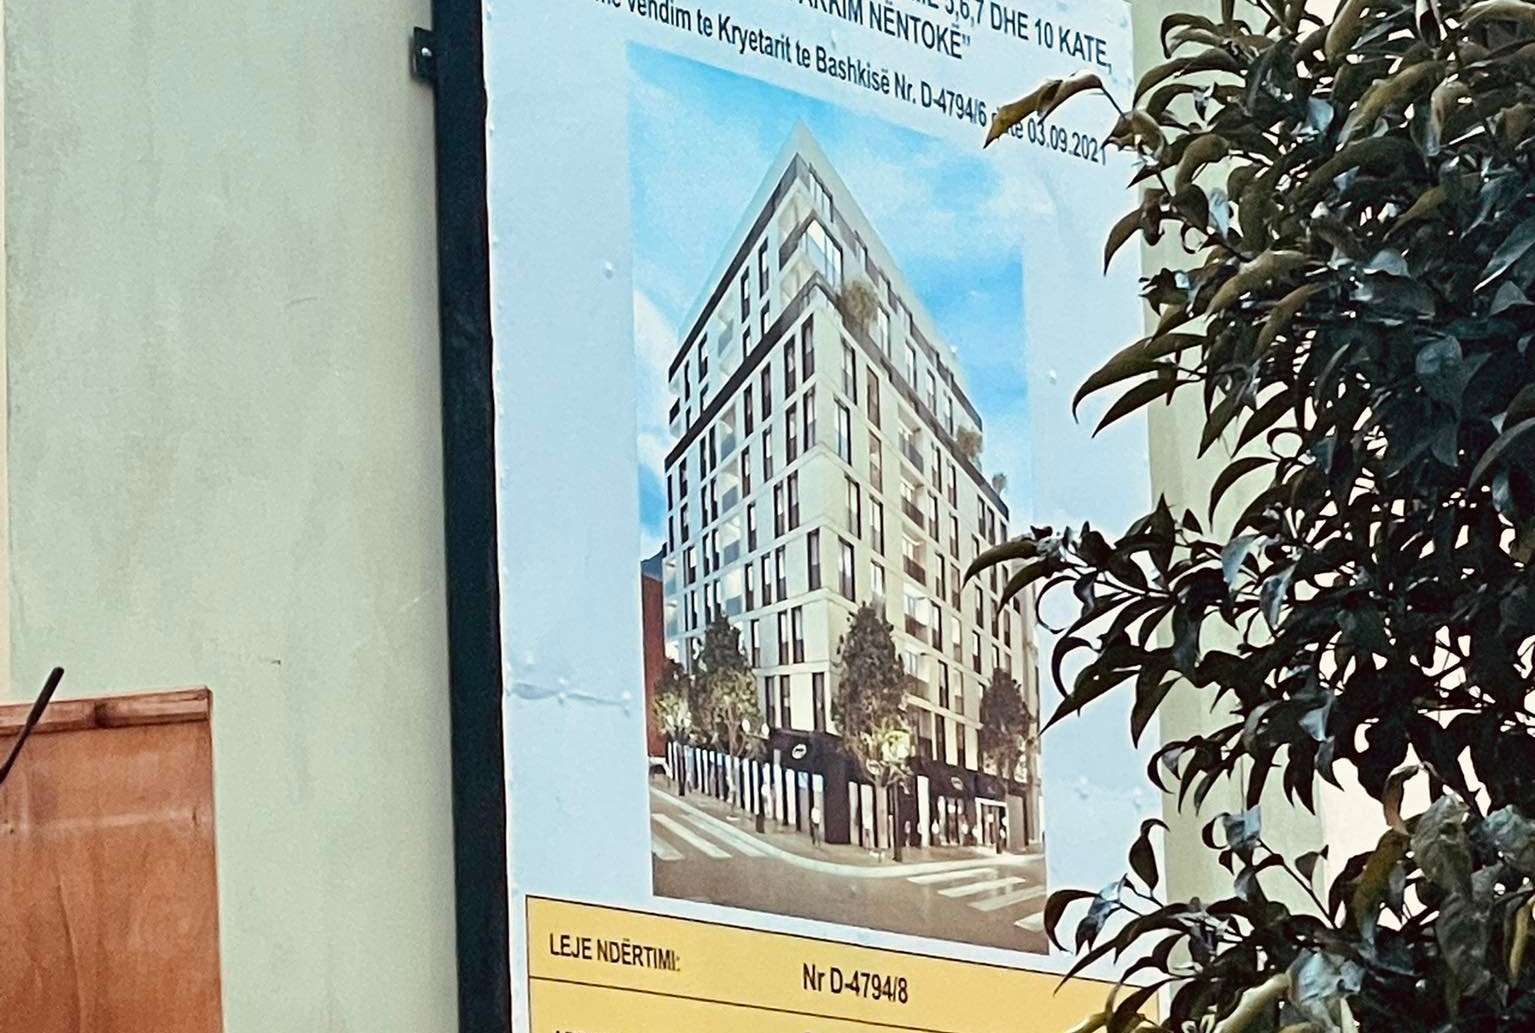 5,6,7 DHE 10 KATE,
NËNTOKË"
Vendim te Kryetarit te Bashkisë Nr. D-4794/6 03.09.2021
LEJE NDËRTIMI: Nr D-4794/8